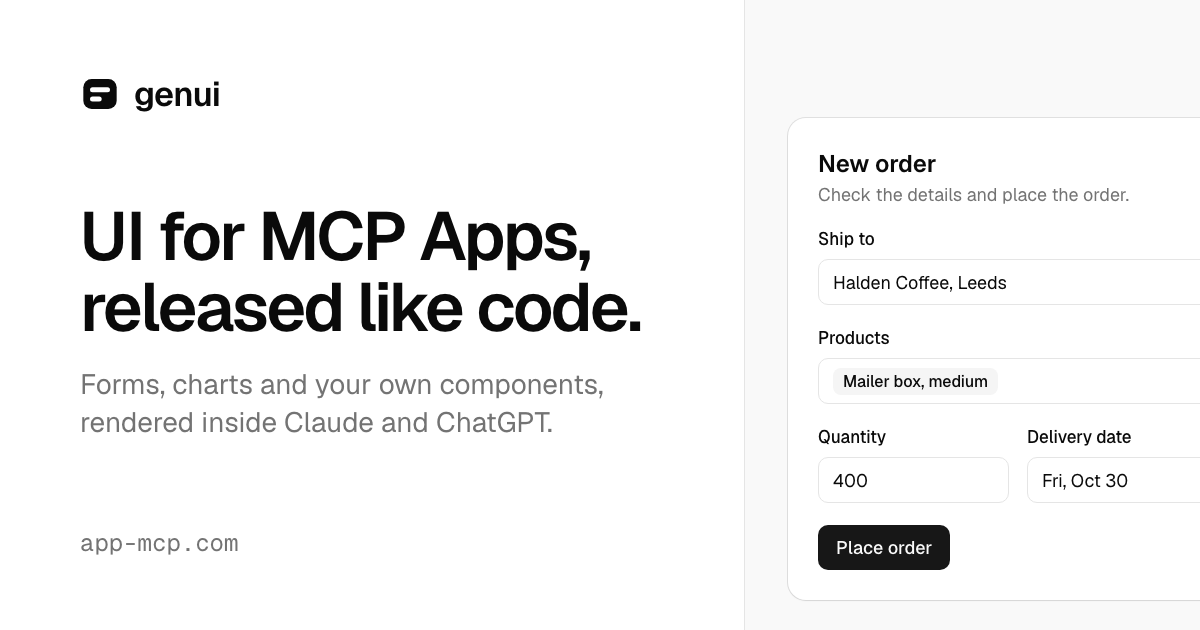 genui
UI for MCP Apps,
released like code.
Forms, charts and your own components,
rendered inside Claude and ChatGPT.
app-mcp.com
New order
Check the details and place the order.
Ship to
Halden Coffee, Leeds
Products
Mailer box, medium
Quantity
Delivery date
400
Fri, Oct 30
Place order